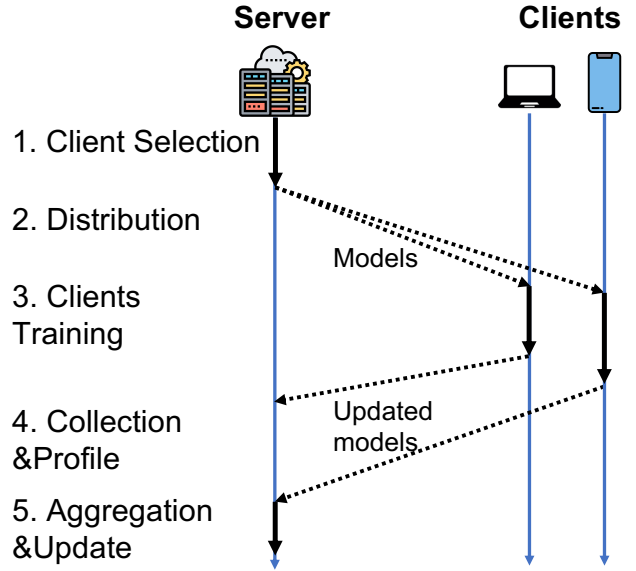 Server
Clients
1. Client Selection
2. Distribution
Models
3. Clients
Training
Updated
models
4. Collection
&Profile
5. Aggregation
&Update